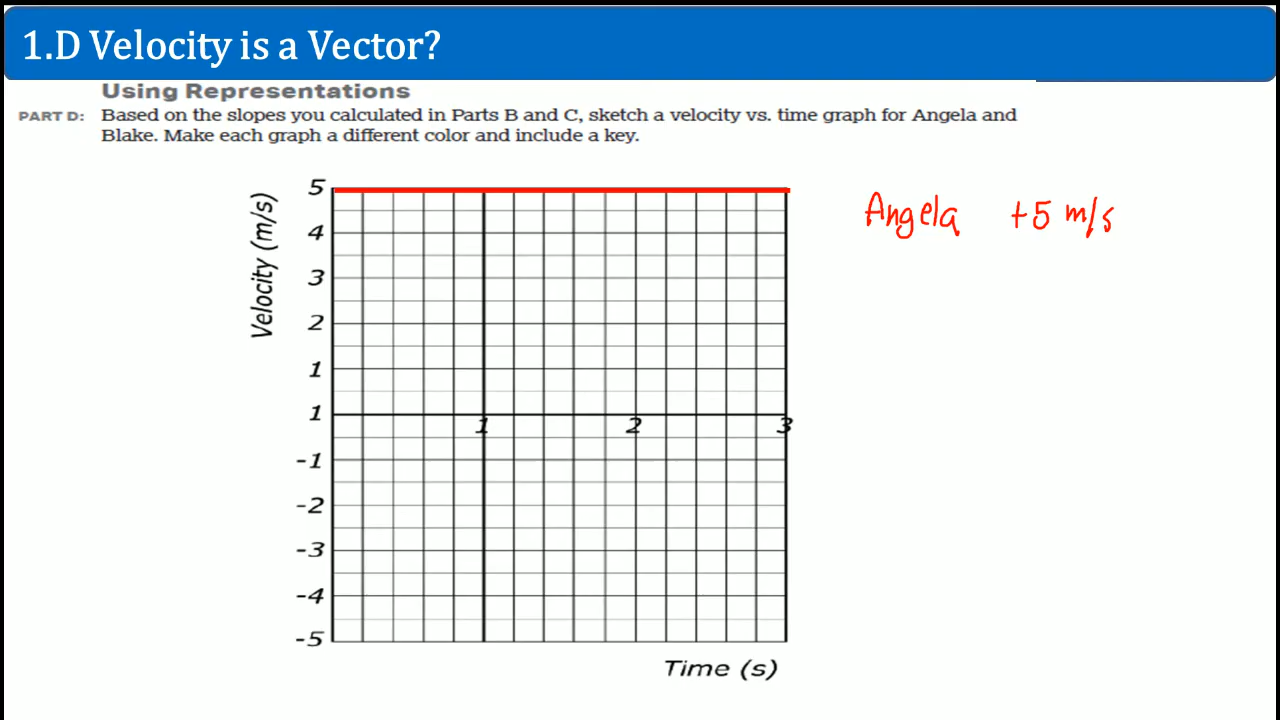 1.D Velocity is a Vector?
Using Representations
PART D: Based on the slopes you calculated in Parts B and C, sketch a velocity vs. time graph for Angela and
Blake. Make each graph a different color and include a key.
Velocity (m/s)
5
4
3
2
1
1
-1
-2
-3
-4
-5
1 2 3
Time (s)
Angela +5 m/s